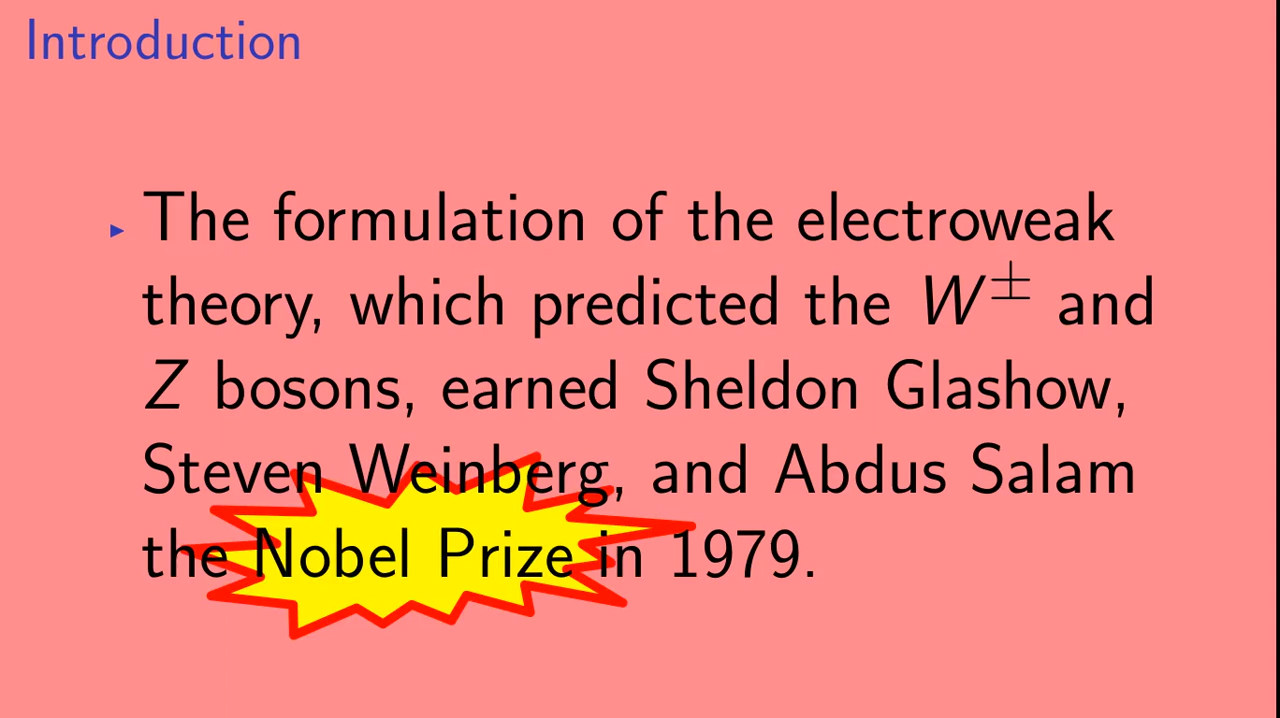 Introduction
The formulation of the electroweak
theory, which predicted the W± and
Z bosons, earned Sheldon Glashow,
Steven Weinberg, and Abdus Salam
the Nobel Prize in 1979.